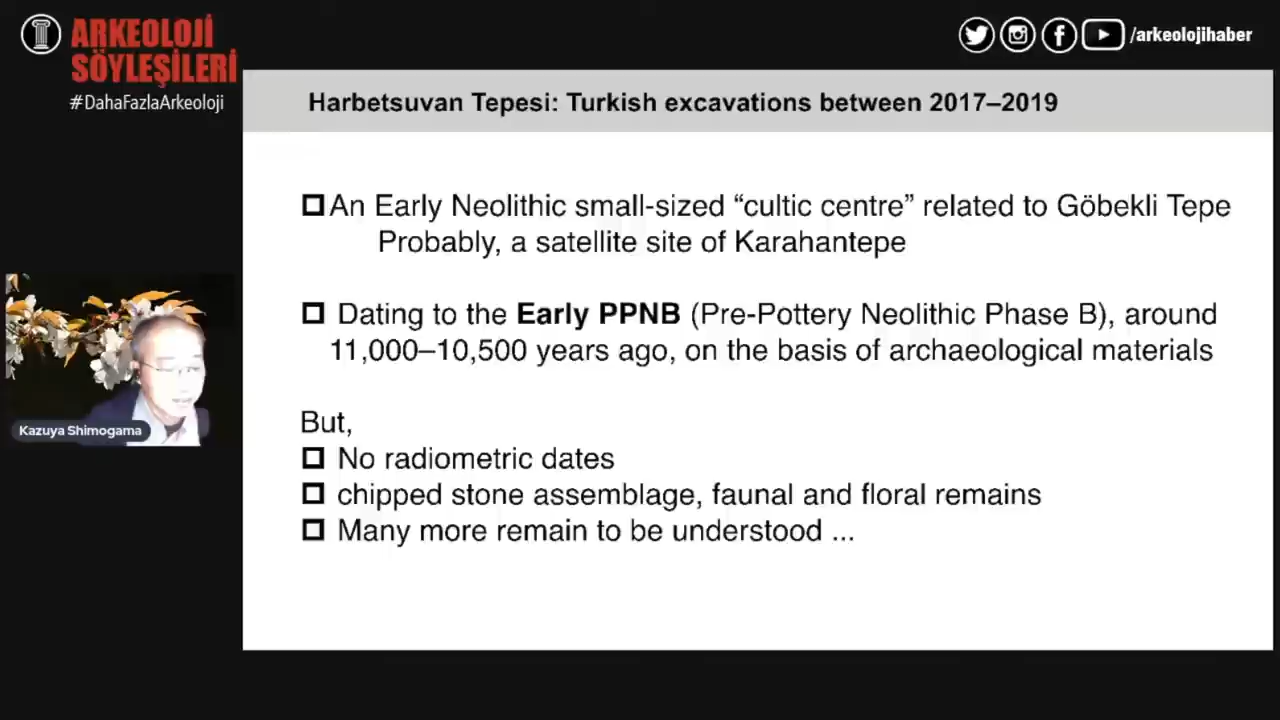 ARKEOLOJİ
SÖYLEŞİLERİ
#DahaFazlaArkeoloji
/arkeolojihaber
Harbetsuvan Tepesi: Turkish excavations between 2017–2019
An Early Neolithic small-sized “cultic centre” related to Göbekli Tepe
Probably, a satellite site of Karahantepe
Dating to the Early PPNB (Pre-Pottery Neolithic Phase B), around
11,000–10,500 years ago, on the basis of archaeological materials
But,
No radiometric dates
chipped stone assemblage, faunal and floral remains
Many more remain to be understood ...
Kazuya Shimogama